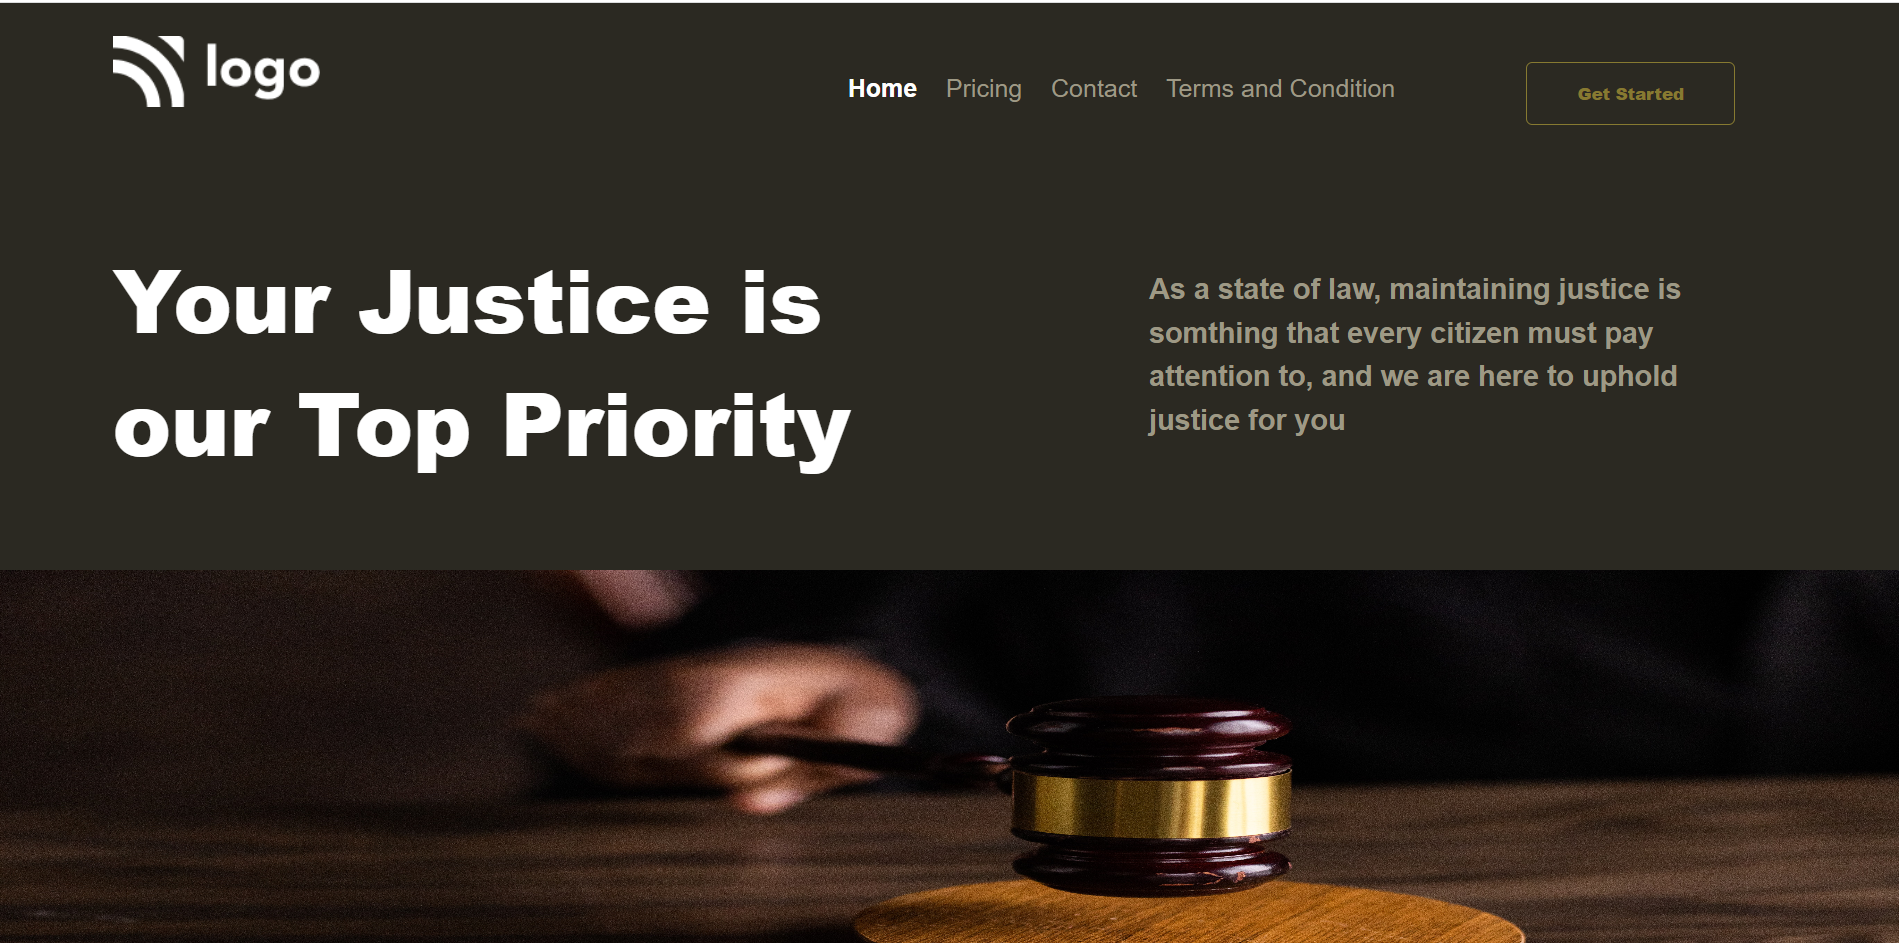 logo
Home Pricing Contact Terms and Condition
Get Started
Your Justice is
our Top Priority
As a state of law, maintaining justice is
somthing that every citizen must pay
attention to, and we are here to uphold
justice for you